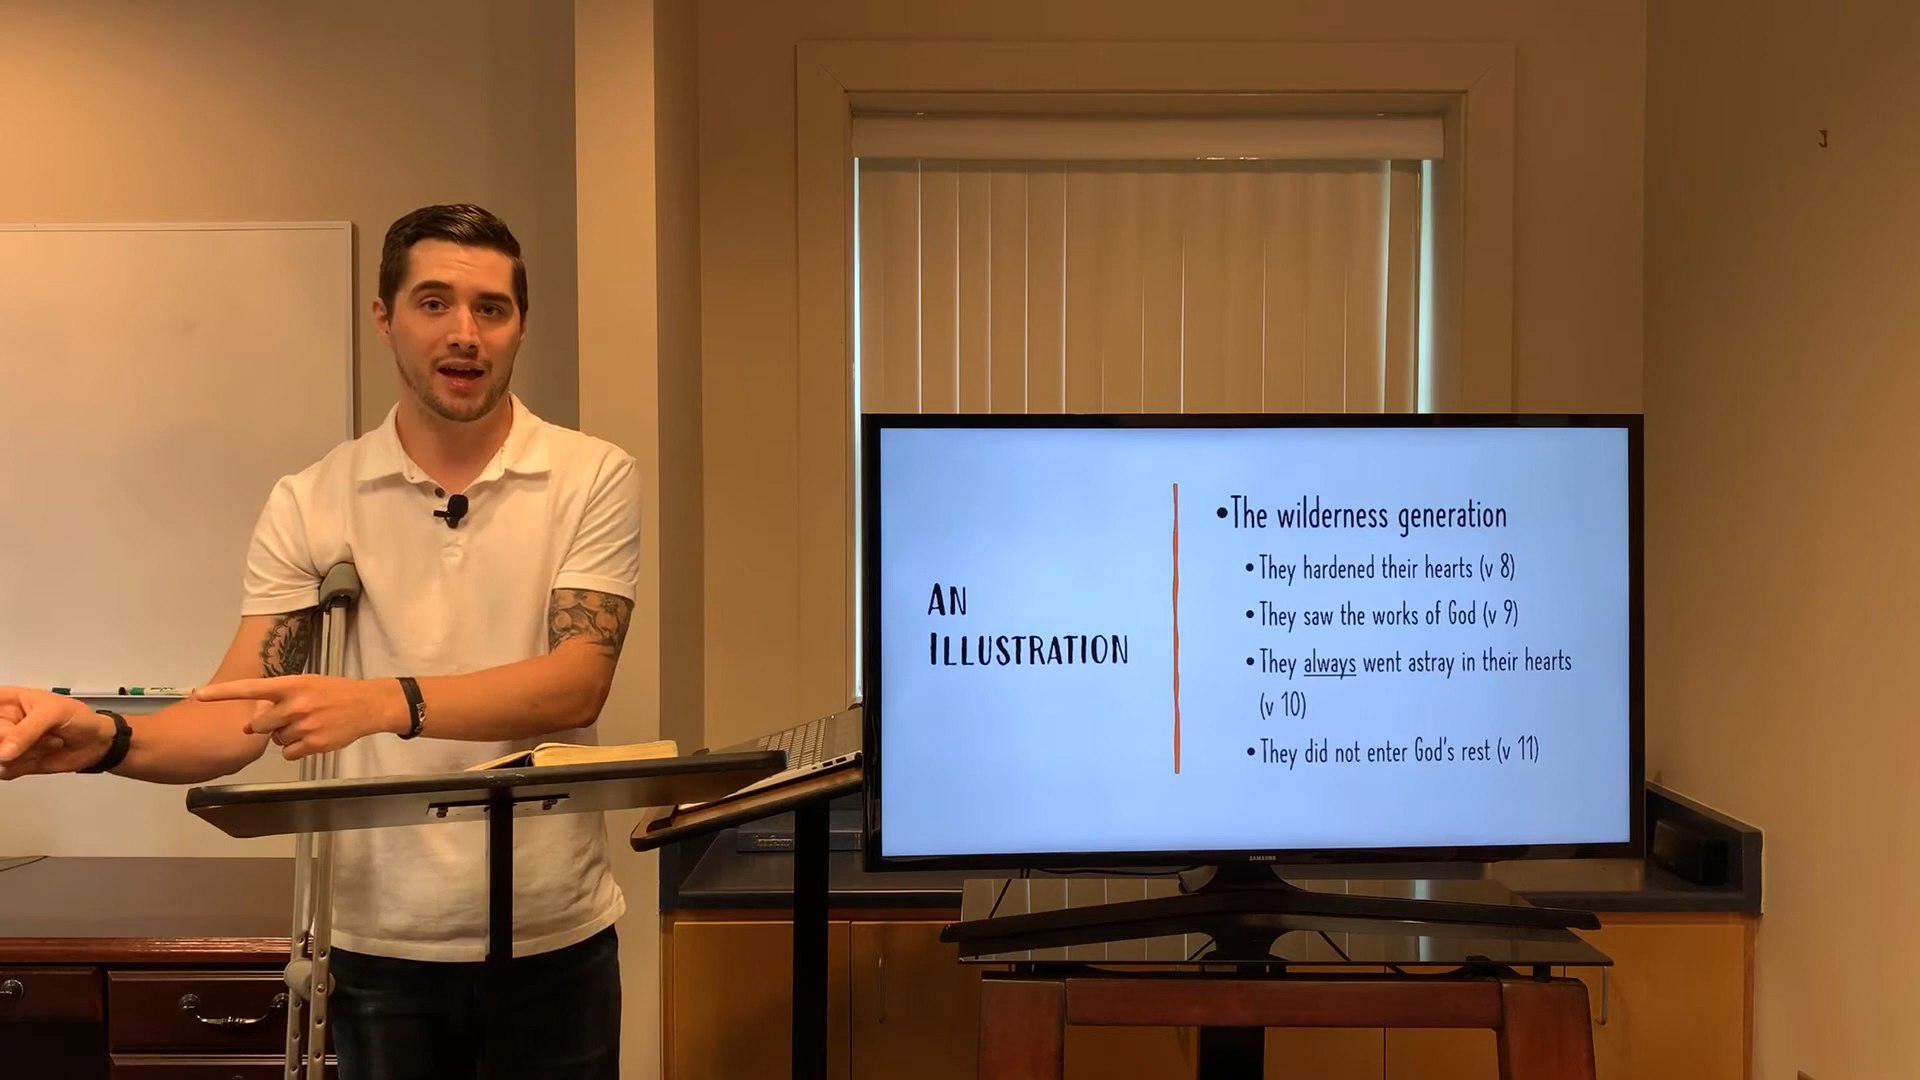 AN
ILLUSTRATION
•The wilderness generation
•They hardened their hearts (v 8)
•They saw the works of God (v 9)
•They always went astray in their hearts
(v 10)
•They did not enter God's rest (v 11)
SAMSUNG